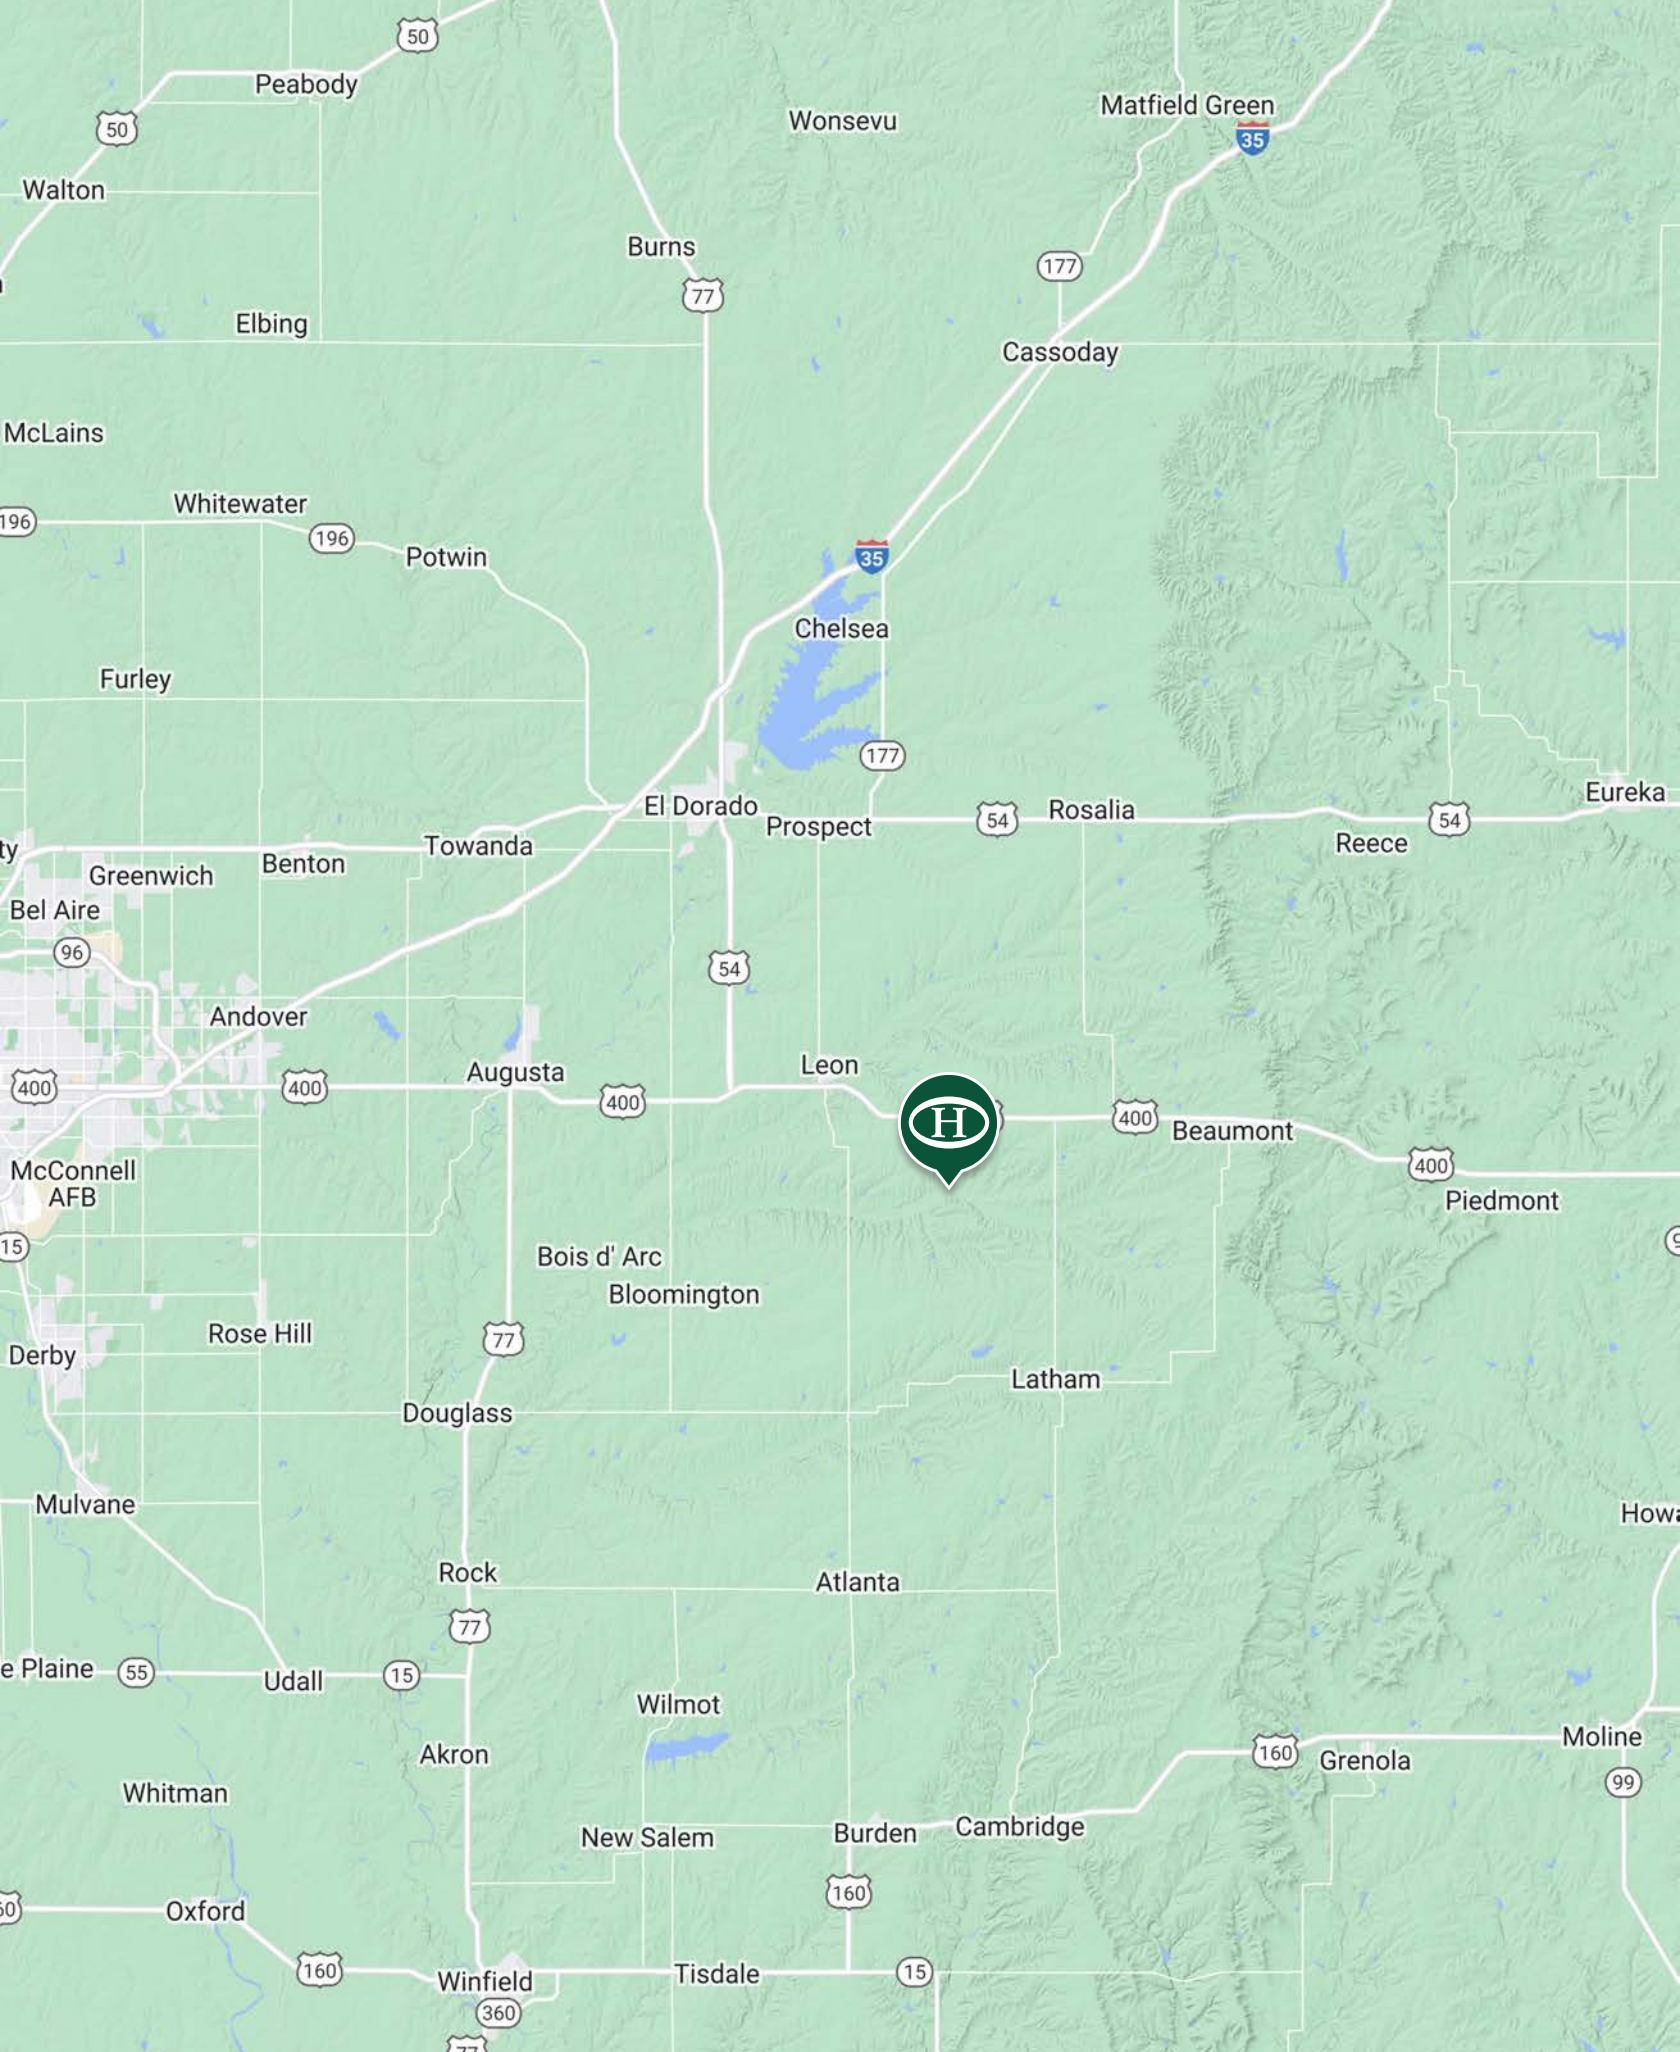 50
Peabody
Matfield Green
Wonsevu
50
35
Walton
Burns
177
77
Elbing
Cassoday
McLains
Whitewater
196
196
Potwin
35
Chelsea
Furley
177
Eureka
El Dorado
Rosalia
54
54
Prospect
Reece
Towanda
Benton
Greenwich
Bel Aire
96
54
Andover
Leon
Augusta
400
400
400
H
400
Beaumont
400
McConnell
AFB
Piedmont
15
Bois d' Arc
Bloomington
Rose Hill
77
Derby
Latham
Douglass
Mulvane
Rock
Atlanta
77
e Plaine
55
Udall
15
Wilmot
Moline
Akron
160
Grenola
99
Whitman
Burden
Cambridge
New Salem
160
Oxford
160
Winfield
Tisdale
15
360
77